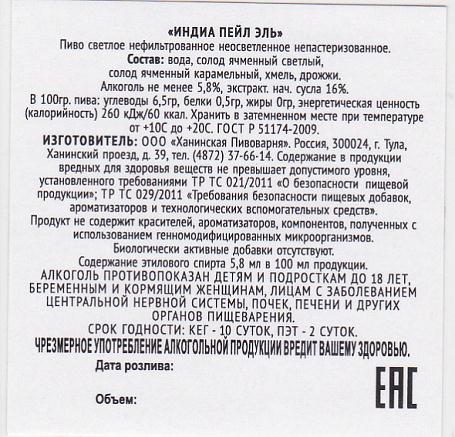 «ИНДИА ПЕЙЛ ЭЛЬ»
Пиво светлое нефильтрованное неосветленное непастеризованное.
Состав: вода, солод ячменный светлый,
солод ячменный карамельный, хмель, дрожжи.
Алкоголь не менее 5,8%, экстракт. нач. сусла 16%.
В 100гр. пива: углеводы 6,5гр, белки 0,5гр, жиры 0гр, энергетическая ценность
(калорийность) 260 кДж/60 ккал. Хранить в затемненном месте при температуре
от +10С до +20С. ГОСТ Р 51174-2009.
ИЗГОТОВИТЕЛЬ: ООО «Ханинская Пивоварня». Россия, 300024, г. Тула,
Ханинский проезд, д. 39, тел. (4872) 37-66-14. Содержание в продукции
вредных для здоровья веществ не превышает допустимого уровня,
установленного требованиями ТР ТС 021/2011 «О безопасности пищевой
продукции»; ТР ТС 029/2011 «Требования безопасности пищевых добавок,
ароматизаторов и технологических вспомогательных средств».
Продукт не содержит красителей, ароматизаторов, компонентов, полученных с
использованием генномодифицированных микроорганизмов.
Биологически активные добавки отсутствуют.
Содержание этилового спирта 5,8 мл в 100 мл продукции.
АЛКОГОЛЬ ПРОТИВОПОКАЗАН ДЕТЯМ И ПОДРОСТКАМ ДО 18 ЛЕТ,
БЕРЕМЕННЫМ И КОРМЯЩИМ ЖЕНЩИНАМ, ЛИЦАМ С ЗАБОЛЕВАНИЕМ
ЦЕНТРАЛЬНОЙ НЕРВНОЙ СИСТЕМЫ, ПОЧЕК, ПЕЧЕНИ И ДРУГИХ
ОРГАНОВ ПИЩЕВАРЕНИЯ.
СРОК ГОДНОСТИ: КЕГ - 10 СУТОК, ПЭТ - 2 СУТОК.
ЧРЕЗМЕРНОЕ УПОТРЕБЛЕНИЕ АЛКОГОЛЬНОЙ ПРОДУКЦИИ ВРЕДИТ ВАШЕМУ ЗДОРОВЬЮ.
Дата розлива:
Объем:
ЕАС